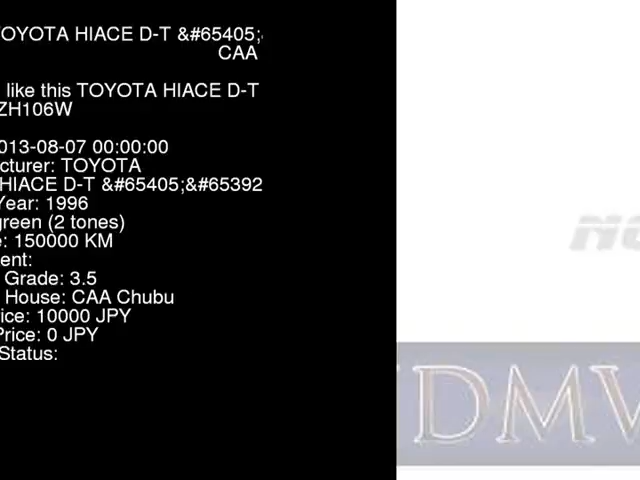 TOYOTA HIACE D-T &#65405;
CAA
like this TOYOTA HIACE D-T
ZH106W
013-08-07 00:00:00
cturer: TOYOTA
HIACE D-T &#65405;&#65392
Year: 1996
green (2 tones)
e: 150000 KM
ent:
Grade: 3.5
House: CAA Chubu
ice: 10000 JPY
Price: 0 JPY
Status:
NO
DMV